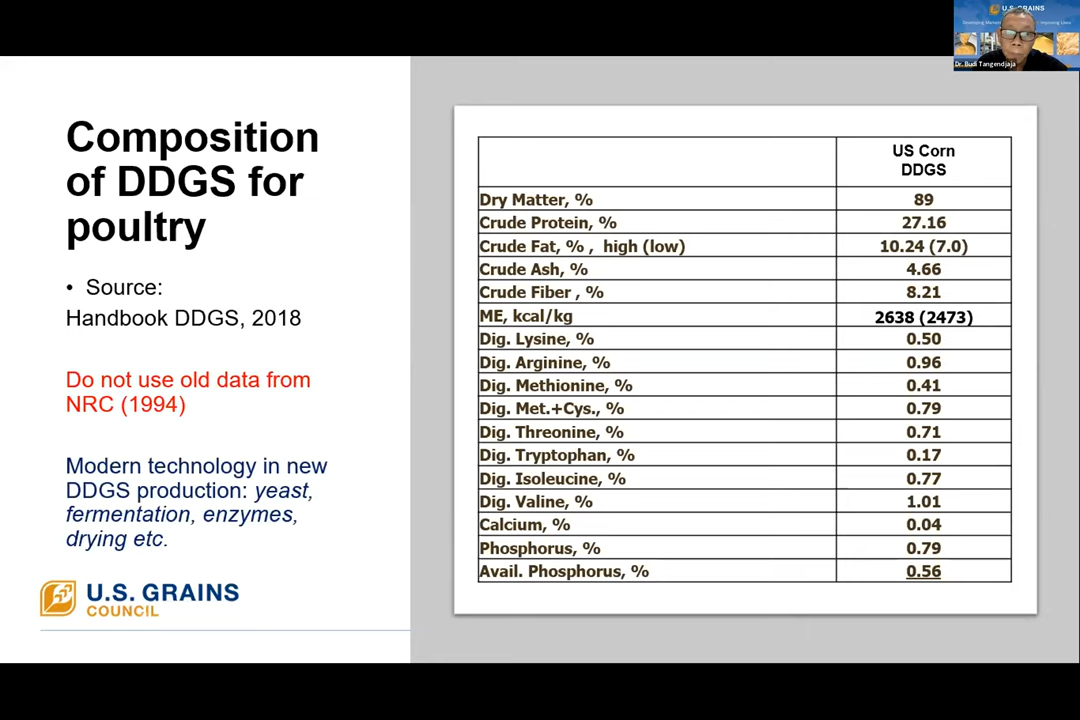 U.S. GRAINS
Dr. Budi Tangendjaja
Composition
of DDGS for
poultry
• Source:
Handbook DDGS, 2018
Do not use old data from
NRC (1994)
Modern technology in new
DDGS production: yeast,
fermentation, enzymes,
drying etc.
U.S. GRAINS
COUNCIL
US Corn
DDGS
Dry Matter, % 89
Crude Protein, % 27.16
Crude Fat, % , high (low) 10.24 (7.0)
Crude Ash, % 4.66
Crude Fiber , % 8.21
ME, kcal/kg 2638 (2473)
Dig. Lysine, % 0.50
Dig. Arginine, % 0.96
Dig. Methionine, % 0.41
Dig. Met.+Cys., % 0.79
Dig. Threonine, % 0.71
Dig. Tryptophan, % 0.17
Dig. Isoleucine, % 0.77
Dig. Valine, % 1.01
Calcium, % 0.04
Phosphorus, % 0.79
Avail. Phosphorus, % 0.56